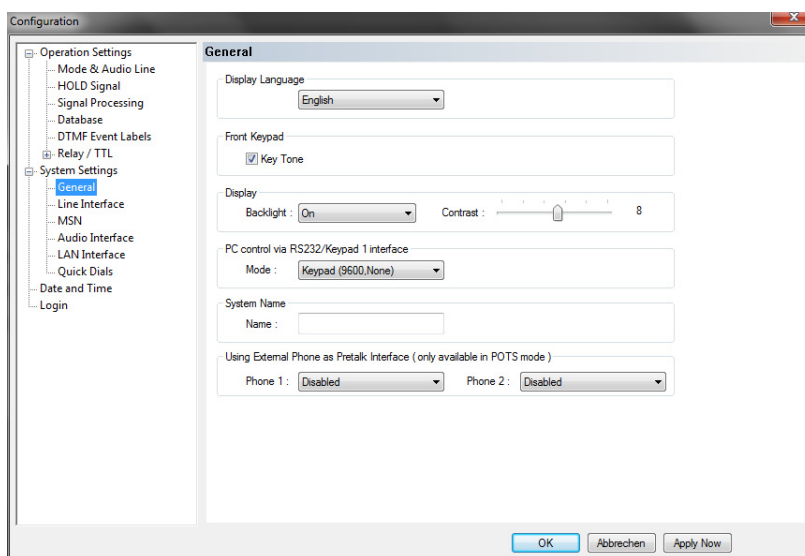 Configuration
Operation Settings
Mode & Audio Line
HOLD Signal
Signal Processing
Database
DTMF Event Labels
Relay / TTL
System Settings
General
Line Interface
MSN
Audio Interface
LAN Interface
Quick Dials
Date and Time
Login
General
Display Language
English
Front Keypad
Key Tone
Display
Backlight : On Contrast : 8
PC control via RS232/Keypad 1 interface
Mode : Keypad (9600,None)
System Name
Name :
Using External Phone as Pretalk Interface ( only available in POTS mode )
Phone 1 : Disabled Phone 2 : Disabled
OK Abbrechen Apply Now